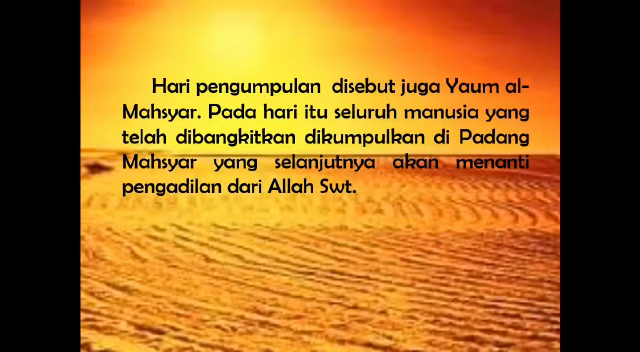 Hari pengumpulan disebut juga Yaum al-
Mahsyar. Pada hari itu seluruh manusia yang
telah dibangkitkan dikumpulkan di Padang
Mahsyar yang selanjutnya akan menanti
pengadilan dari Allah Swt.